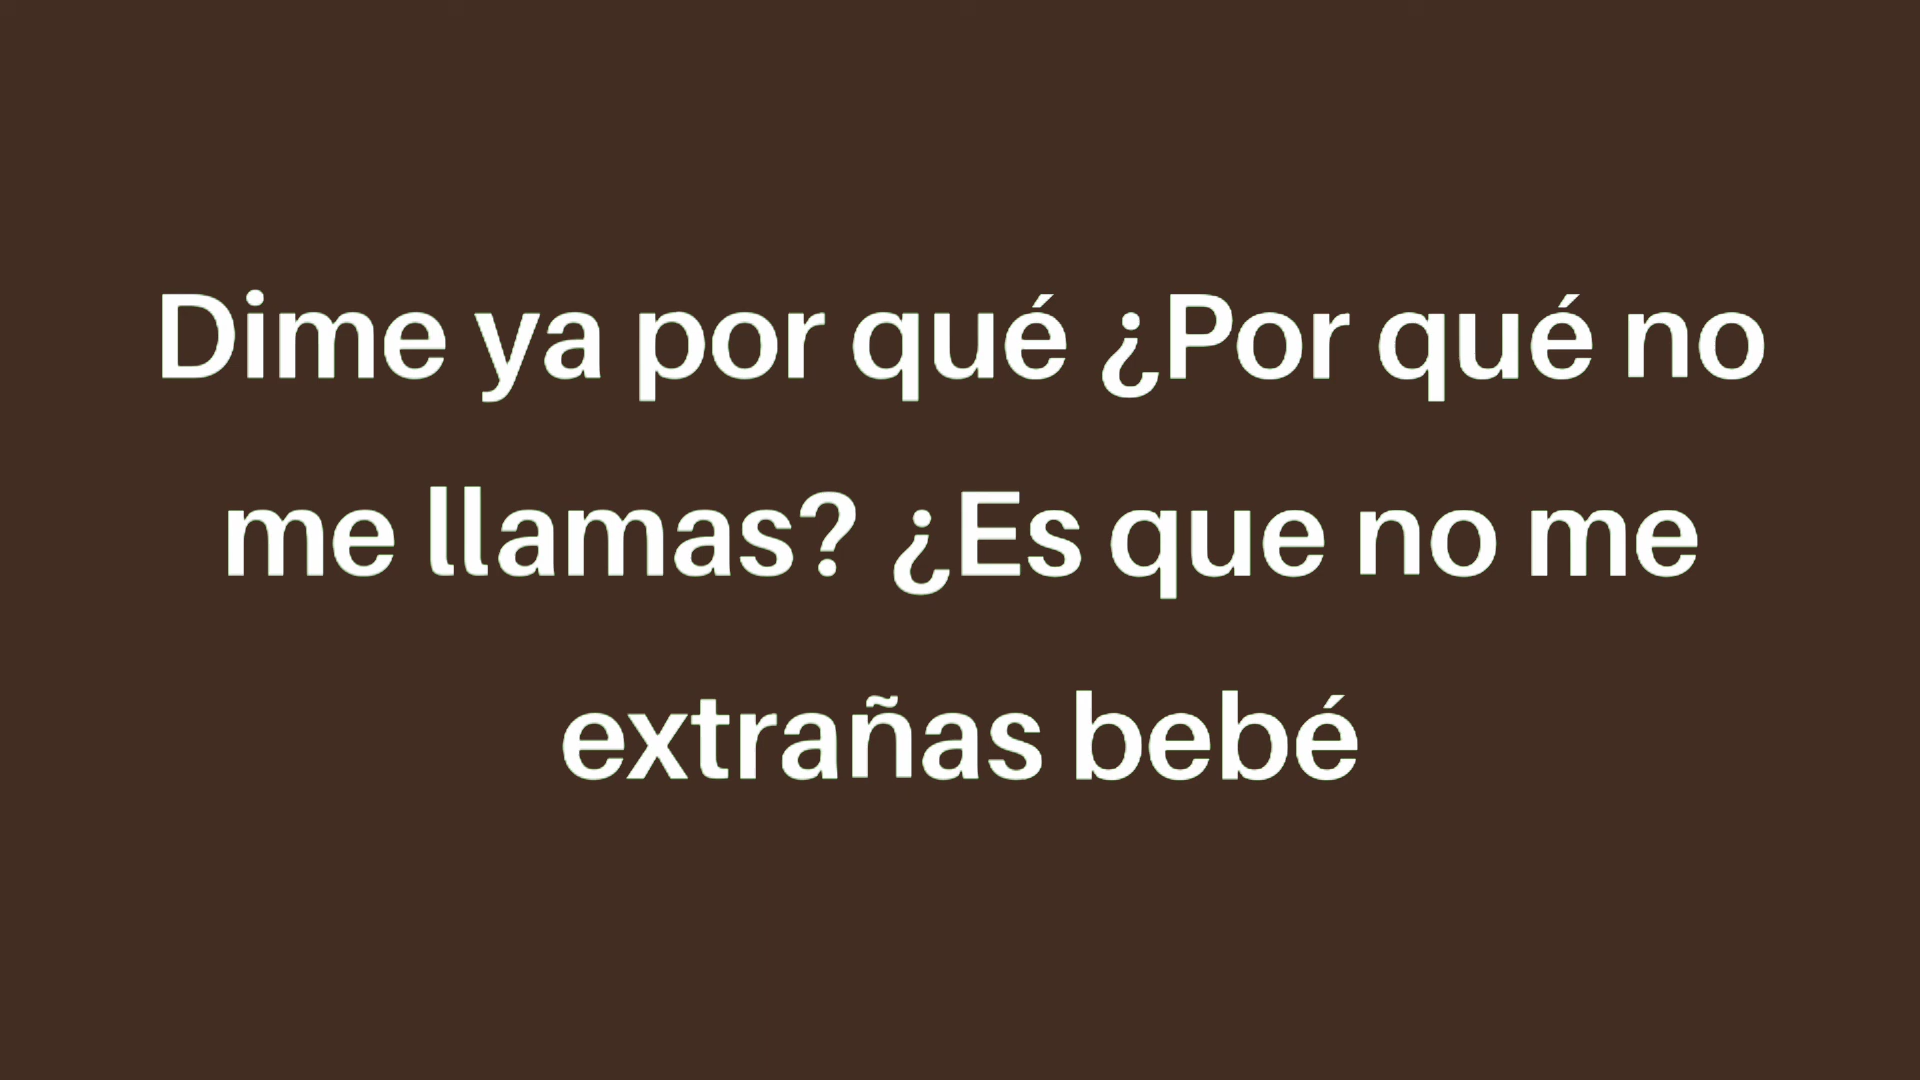 Dime ya por qué ¿Por qué no
me llamas? ¿Es que no me
extrañas bebé